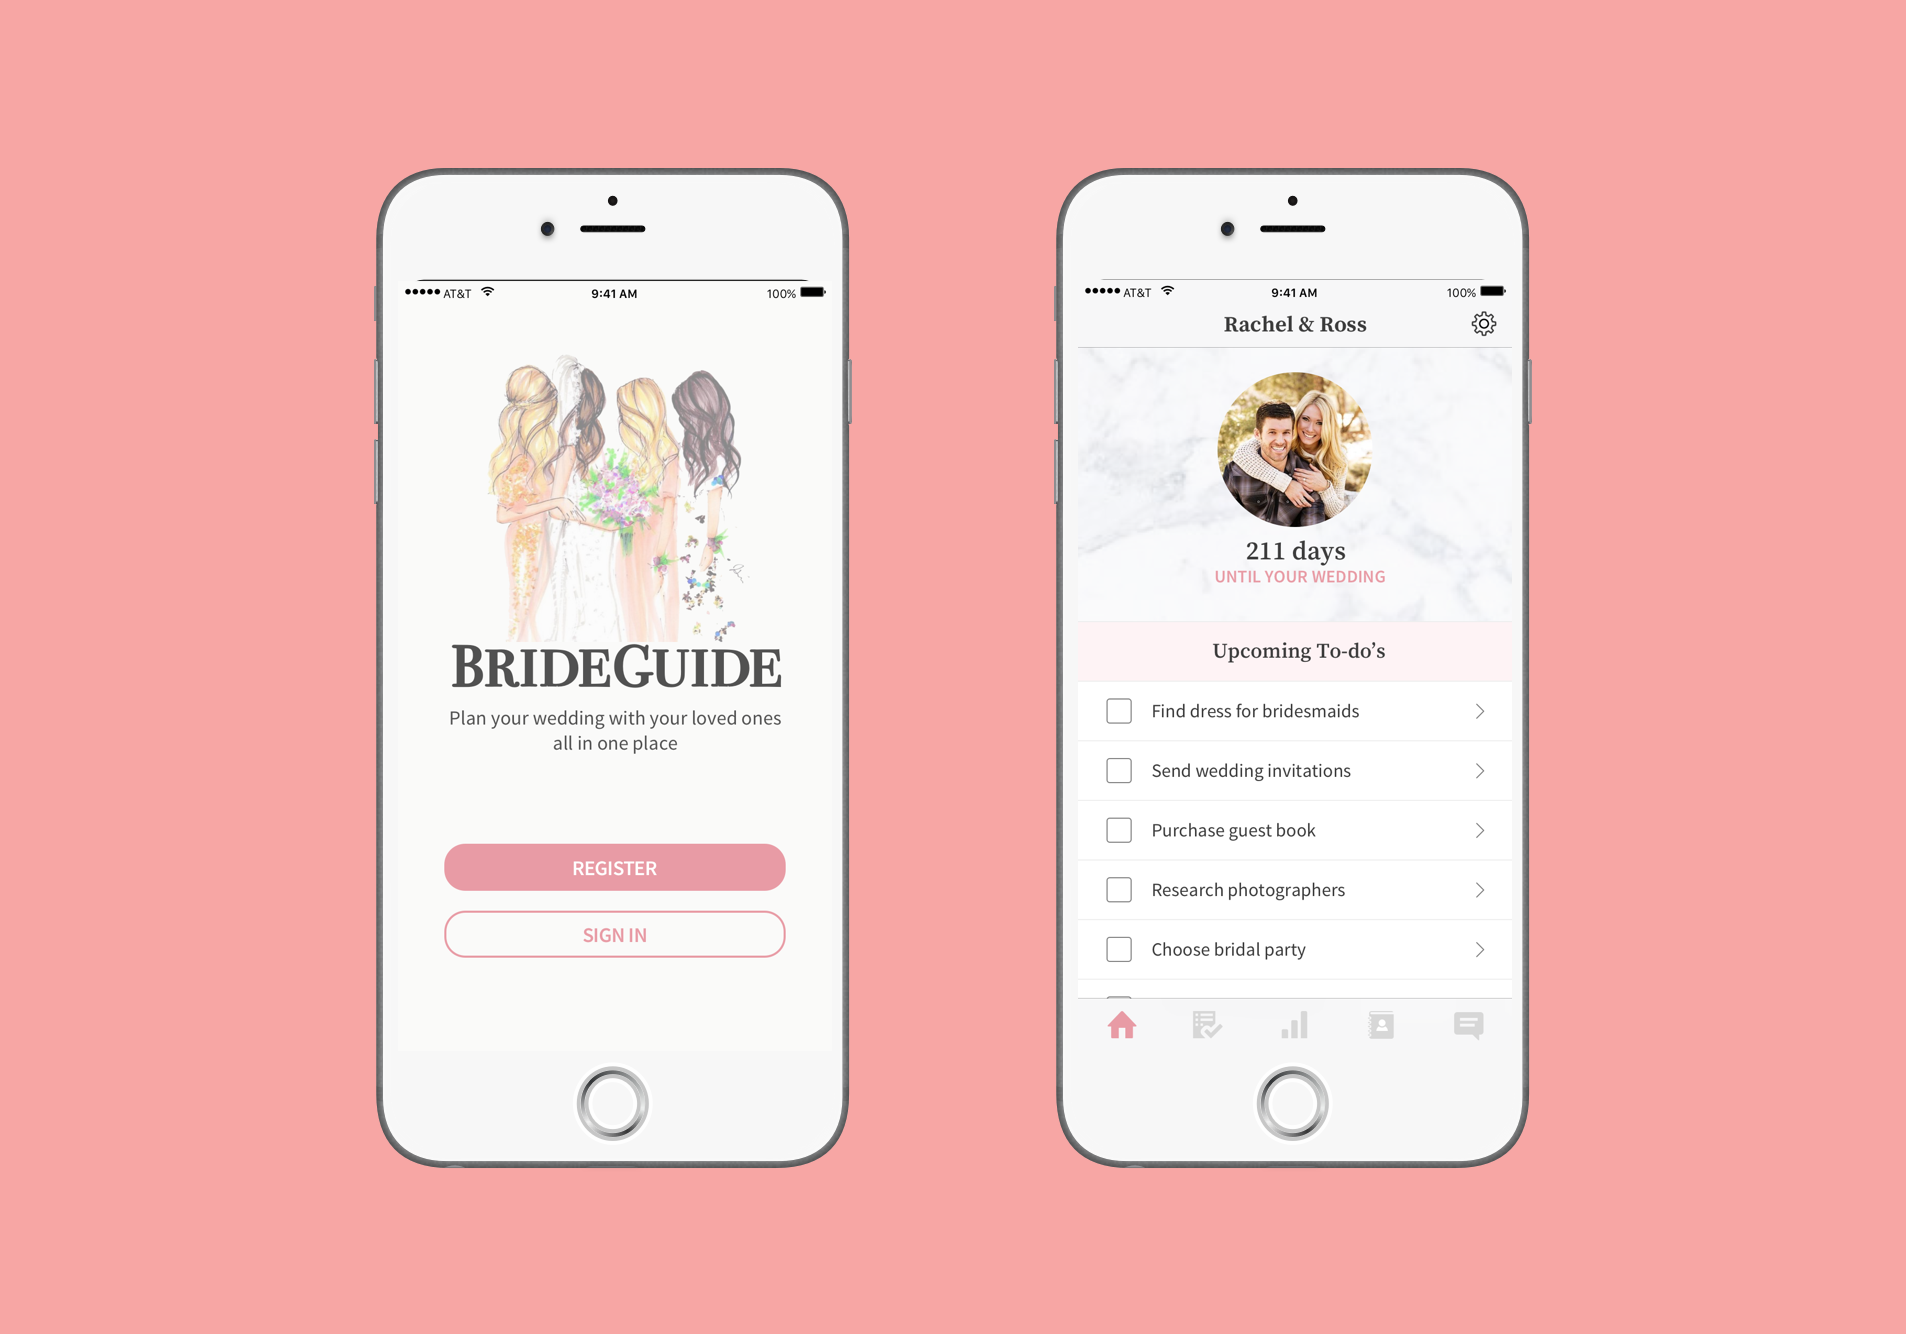 AT&T 9:41 AM 100%
BRIDEGUIDE
Plan your wedding with your loved ones
all in one place
REGISTER
SIGN IN
AT&T 9:41 AM 100%
Rachel & Ross
211 days
UNTIL YOUR WEDDING
Upcoming To-do’s
Find dress for bridesmaids
Send wedding invitations
Purchase guest book
Research photographers
Choose bridal party